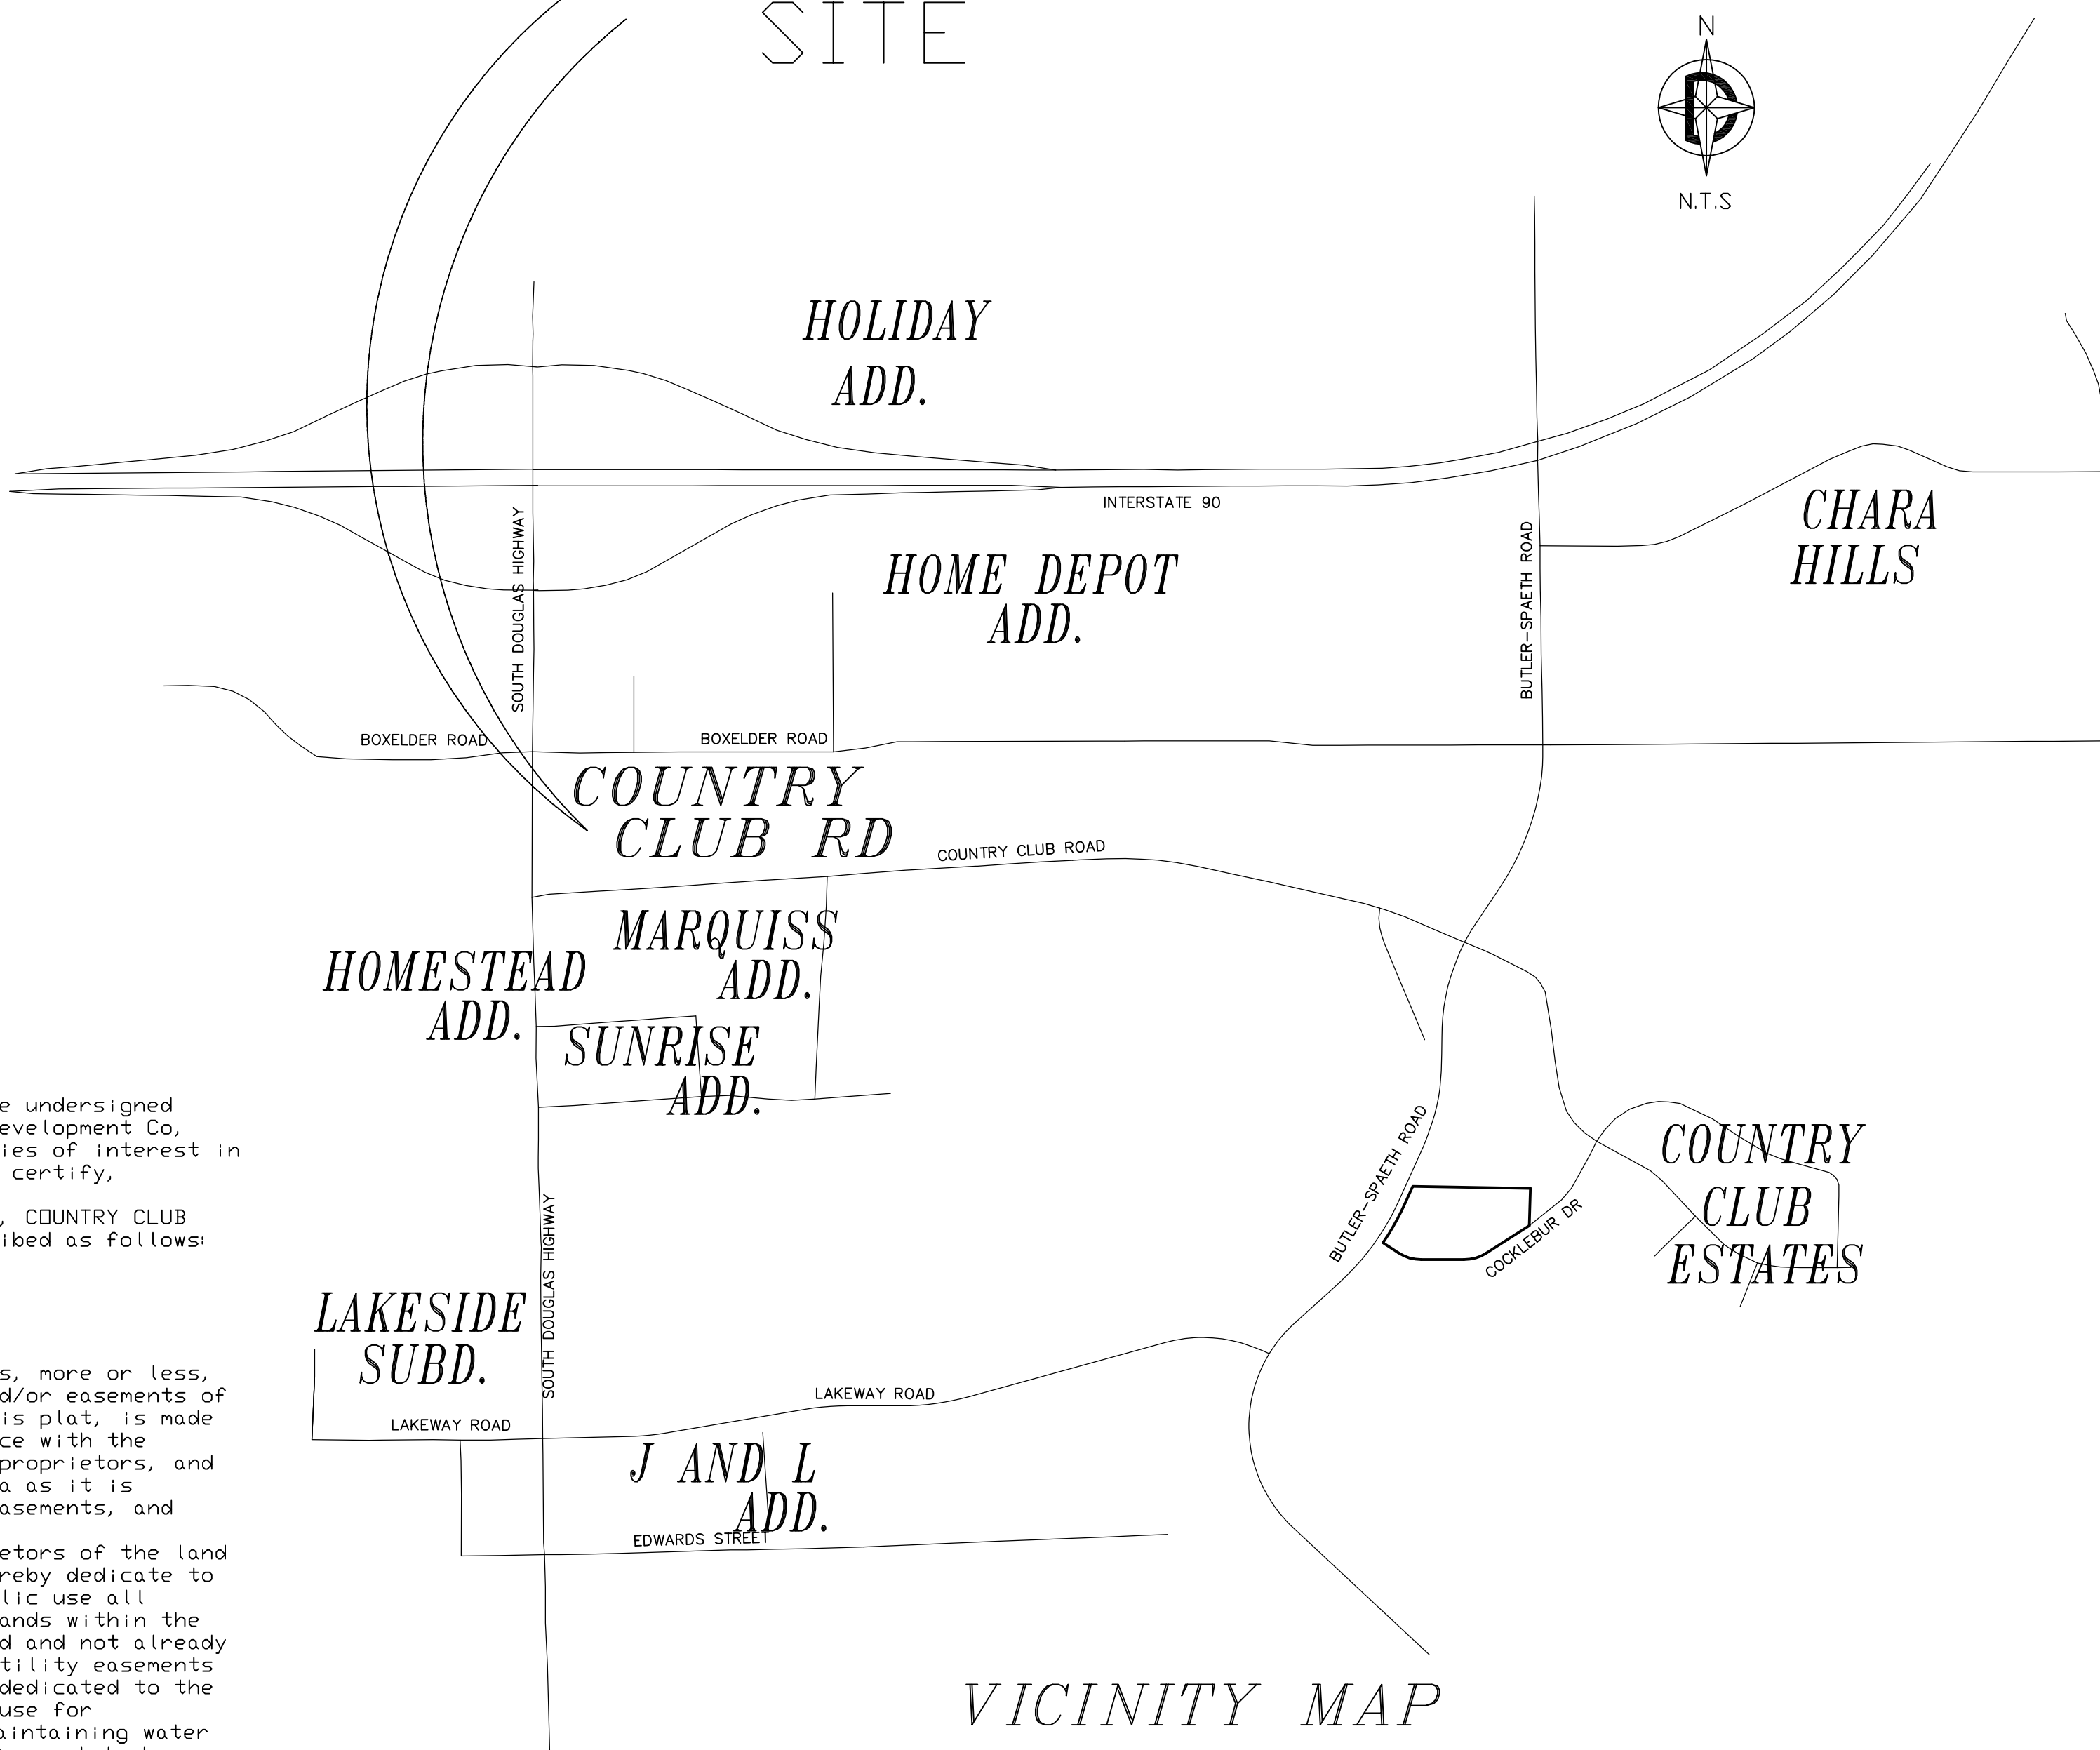 SITE
N
N.T.S
HOLIDAY
ADD.
INTERSTATE 90
CHARA
HILLS
SOUTH DOUGLAS HIGHWAY
HOME DEPOT
ADD.
BUTLER-SPAETH ROAD
BOXELDER ROAD
BOXELDER ROAD
COUNTRY
CLUB RD
COUNTRY CLUB ROAD
MARQUISS
ADD.
HOMESTEAD
ADD.
SUNRISE
ADD.
BUTLER-SPAETH ROAD
COCKLEBUR DR
COUNTRY
CLUB
ESTATES
SOUTH DOUGLAS HIGHWAY
LAKESIDE
SUBD.
LAKEWAY ROAD
LAKEWAY ROAD
J AND L
ADD.
EDWARDS STREET
VICINITY MAP
e undersigned
evelopment Co,
ies of interest in
certify,
, COUNTRY CLUB
ibed as follows:
s, more or less,
d/or easements of
is plat, is made
ce with the
proprietors, and
a as it is
asements, and
etors of the land
reby dedicate to
lic use all
ands within the
d and not already
tility easements
dedicated to the
use for
aintaining water